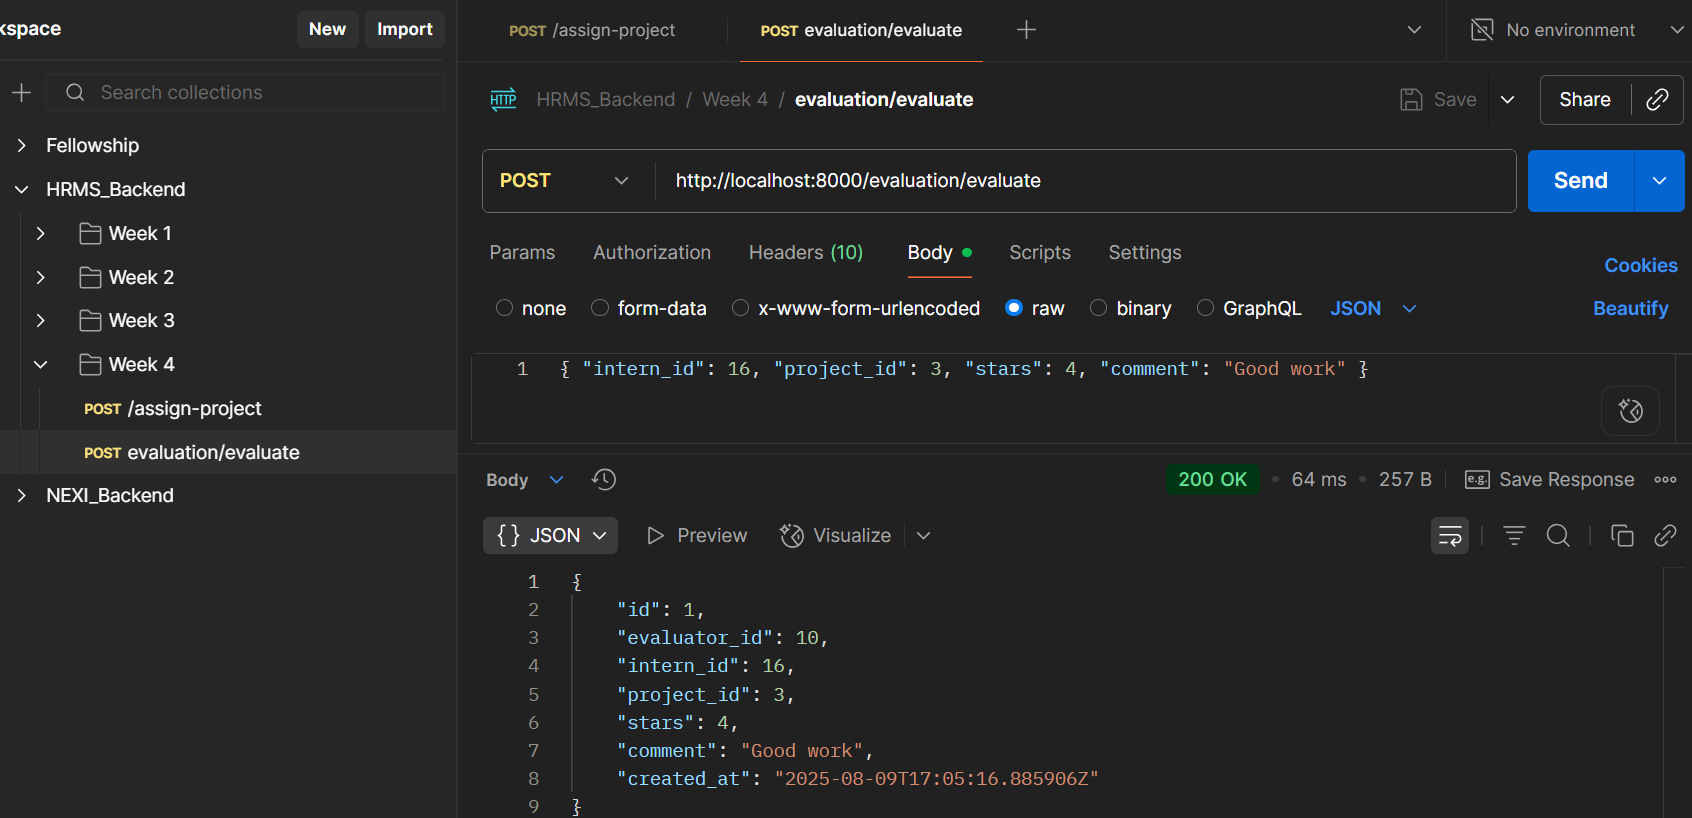 kspace
New
Import
Search collections
Fellowship
HRMS_Backend
Week 1
Week 2
Week 3
Week 4
POST /assign-project
POST evaluation/evaluate
NEXI_Backend
POST /assign-project
POST evaluation/evaluate
No environment
HTTP HRMS_Backend / Week 4 / evaluation/evaluate
Save
Share
POST http://localhost:8000/evaluation/evaluate
Send
Params Authorization Headers (10) Body Scripts Settings
Cookies
none form-data x-www-form-urlencoded raw binary GraphQL JSON
Beautify
1 { "intern_id": 16, "project_id": 3, "stars": 4, "comment": "Good work" }
Body
200 OK • 64 ms • 257 B
e.g. Save Response
{} JSON Preview Visualize
1 {
2 "id": 1,
3 "evaluator_id": 10,
4 "intern_id": 16,
5 "project_id": 3,
6 "stars": 4,
7 "comment": "Good work",
8 "created_at": "2025-08-09T17:05:16.885906Z"
9 }